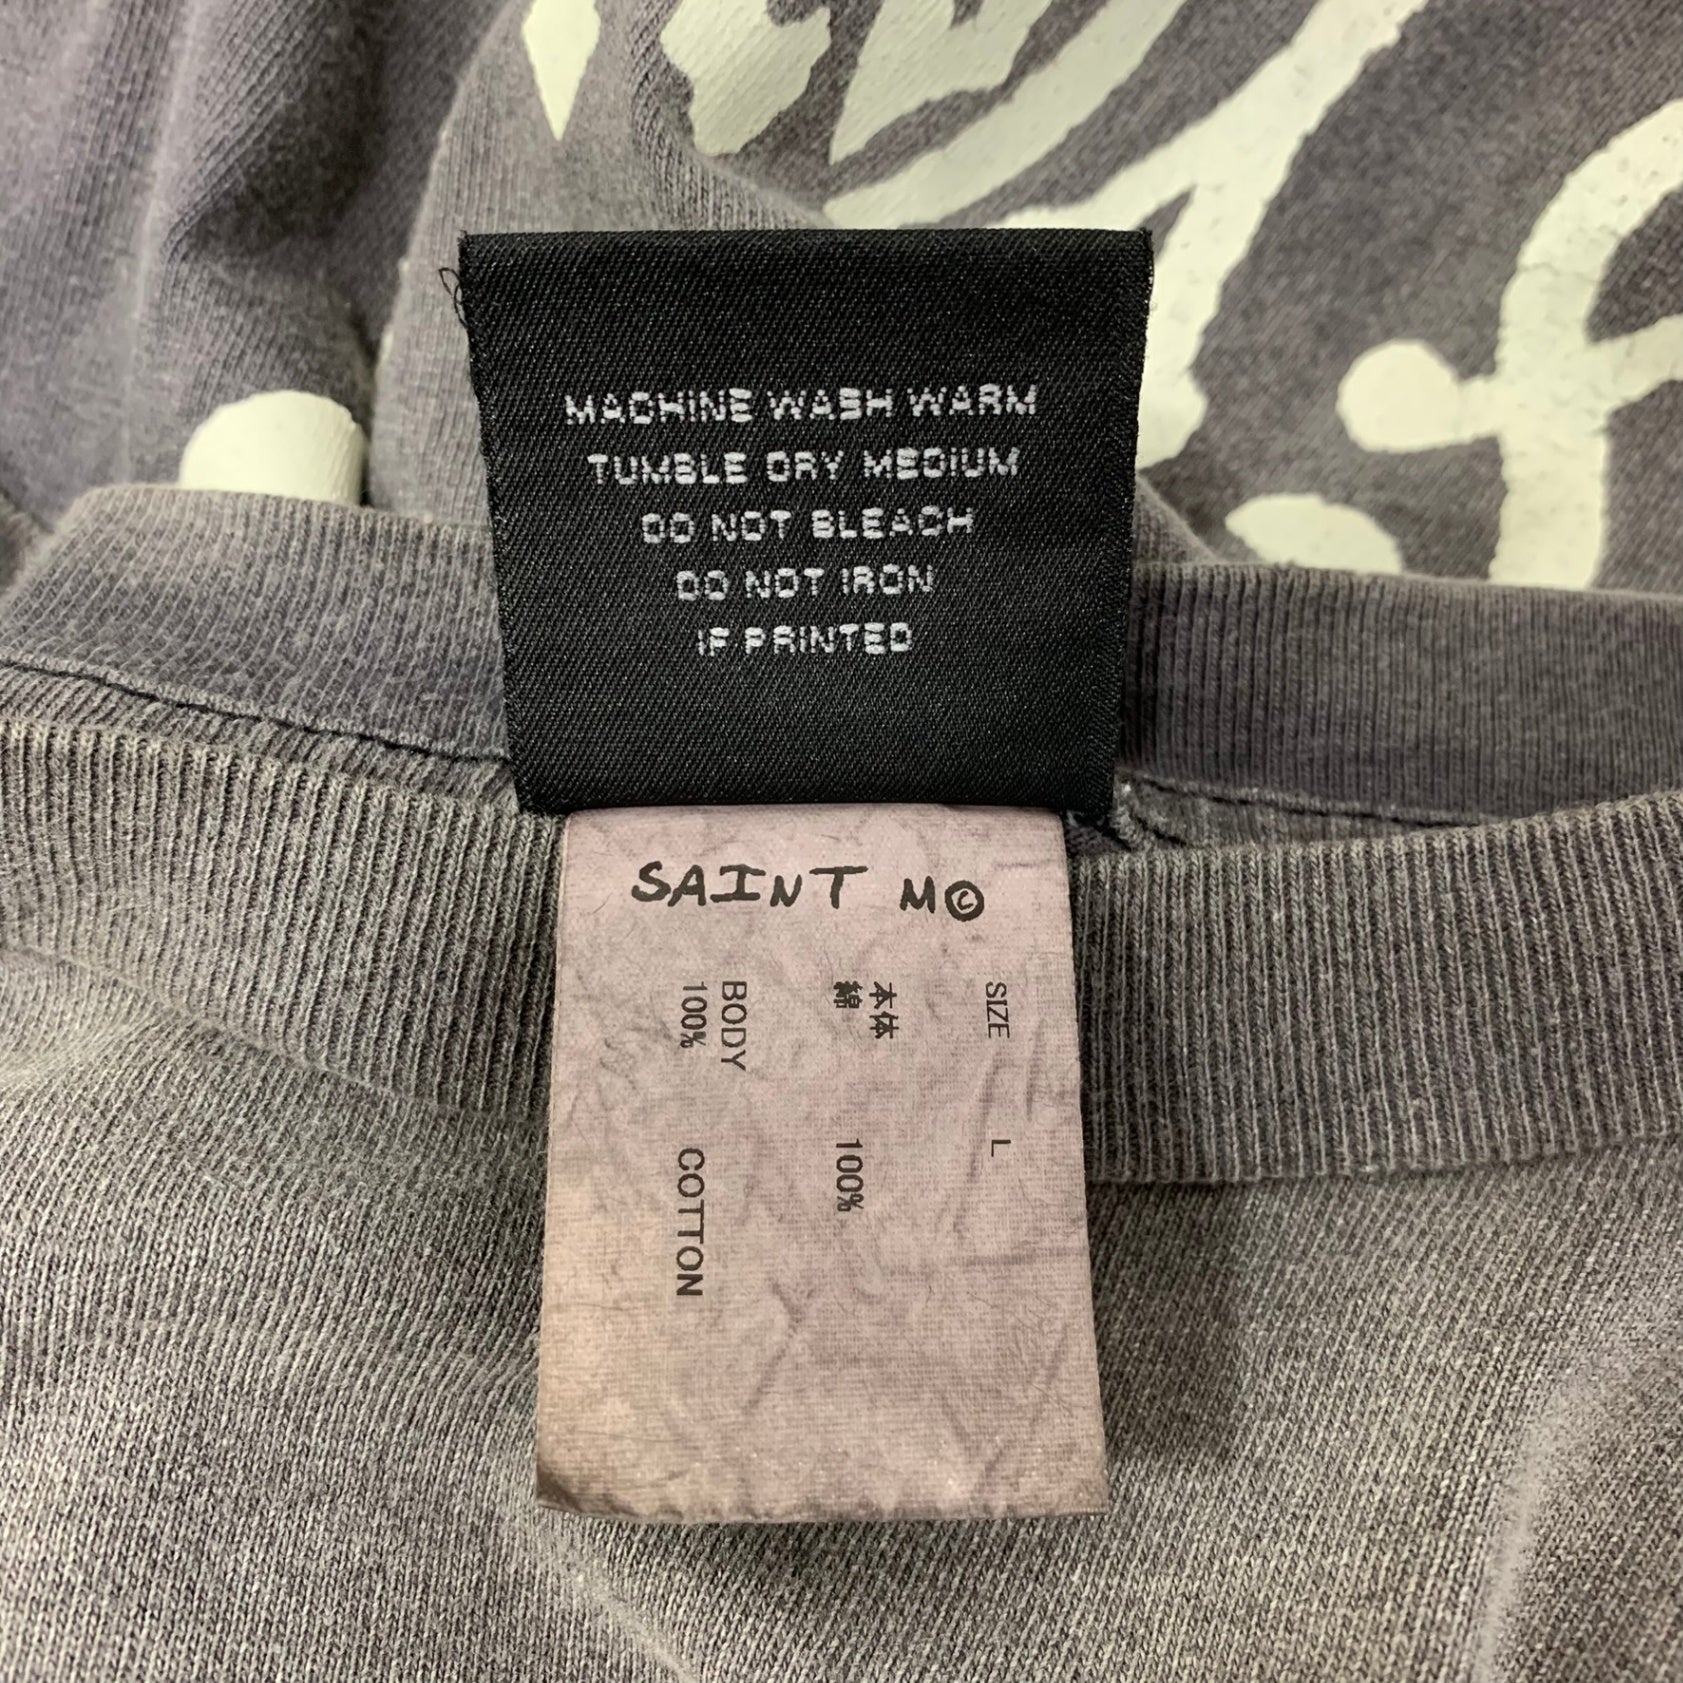 MACHINE WASH WARM
TUMBLE DRY MEDIUM
DO NOT BLEACH
DO NOT IRON
IF PRINTED
SAINT M©
SIZE L
本体
綿 100%
BODY
100% COTTON